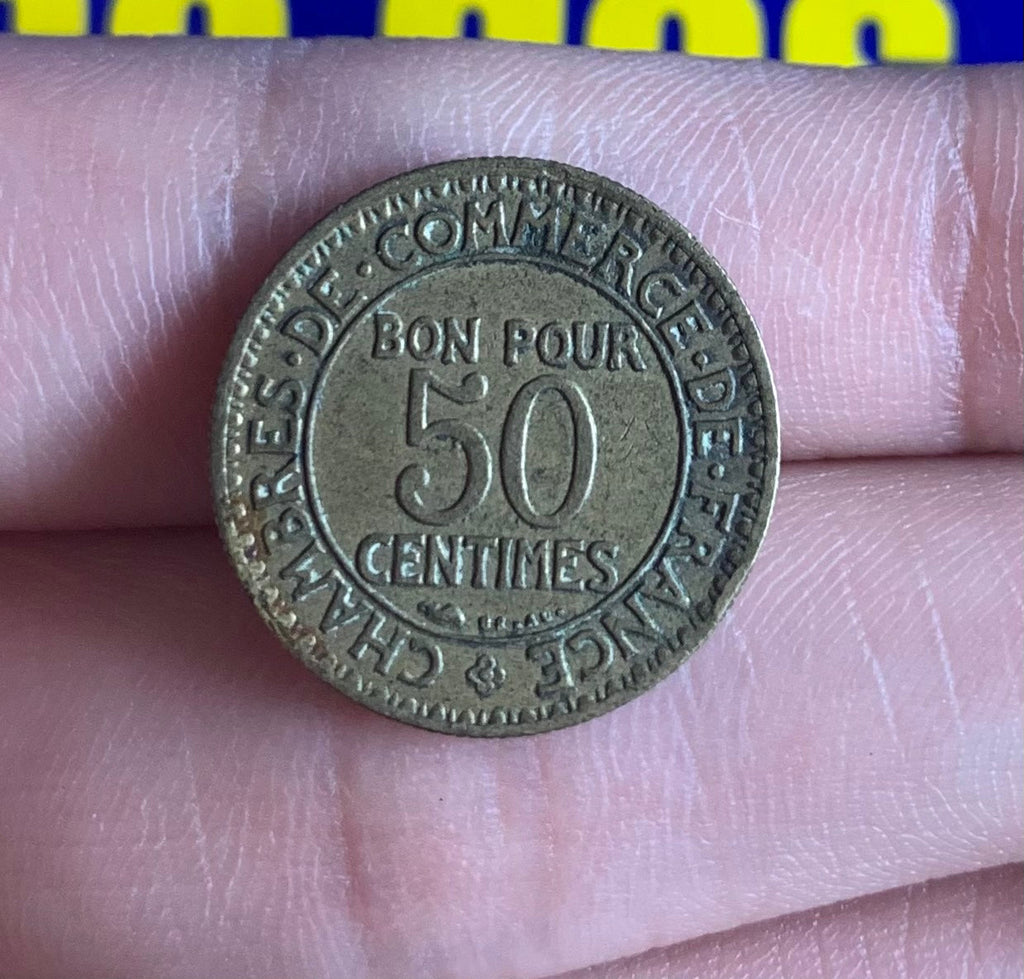 CHAMBRES · DE · COMMERCE · DE · FRANCE
BON POUR
50
CENTIMES